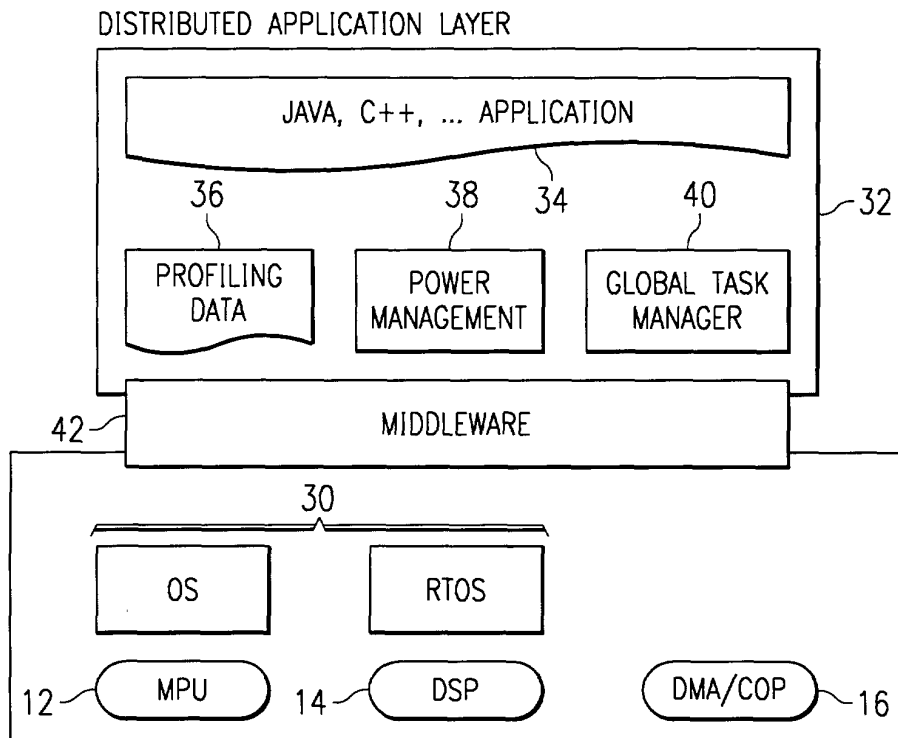 DISTRIBUTED APPLICATION LAYER
JAVA, C++, ... APPLICATION
36
38
34
40
32
PROFILING
DATA
POWER
MANAGEMENT
GLOBAL TASK
MANAGER
42
MIDDLEWARE
30
OS
RTOS
12
MPU
14
DSP
DMA/COP
16